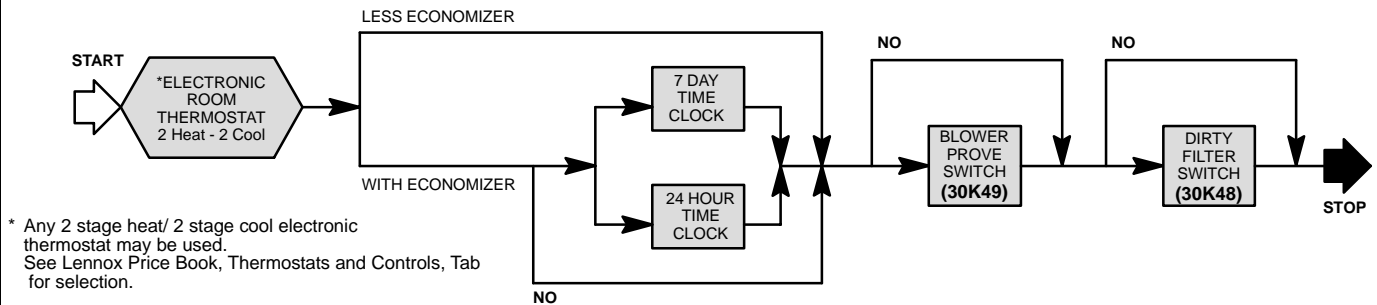 LESS ECONOMIZER
START
*ELECTRONIC
ROOM
THERMOSTAT
2 Heat - 2 Cool
7 DAY
TIME
CLOCK
WITH ECONOMIZER
24 HOUR
TIME
CLOCK
NO
NO
BLOWER
PROVE
SWITCH
(30K49)
NO
DIRTY
FILTER
SWITCH
(30K48)
STOP
* Any 2 stage heat/ 2 stage cool electronic
thermostat may be used.
See Lennox Price Book, Thermostats and Controls, Tab
for selection.